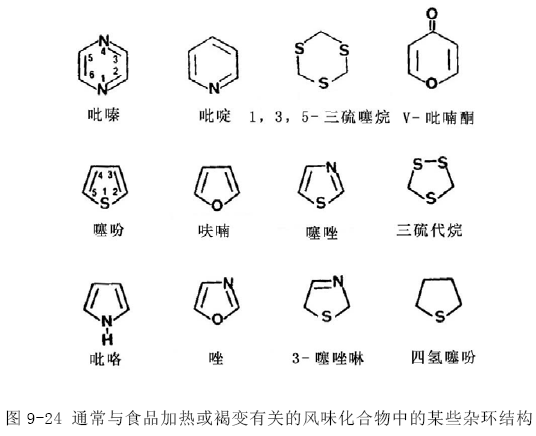 N 4 5 3 6 2 N 1
N
S S S
O O
吡嗪 吡啶 1，3，5-三硫噻烷 V-吡喃酮
4 3 5 1 2 S
O
N S
S-S S
噻吩 呋喃 噻唑 三硫代烷
N H
N O
N S
S
吡咯 唑 3-噻唑啉 四氢噻吩
图 9-24 通常与食品加热或褐变有关的风味化合物中的某些杂环结构